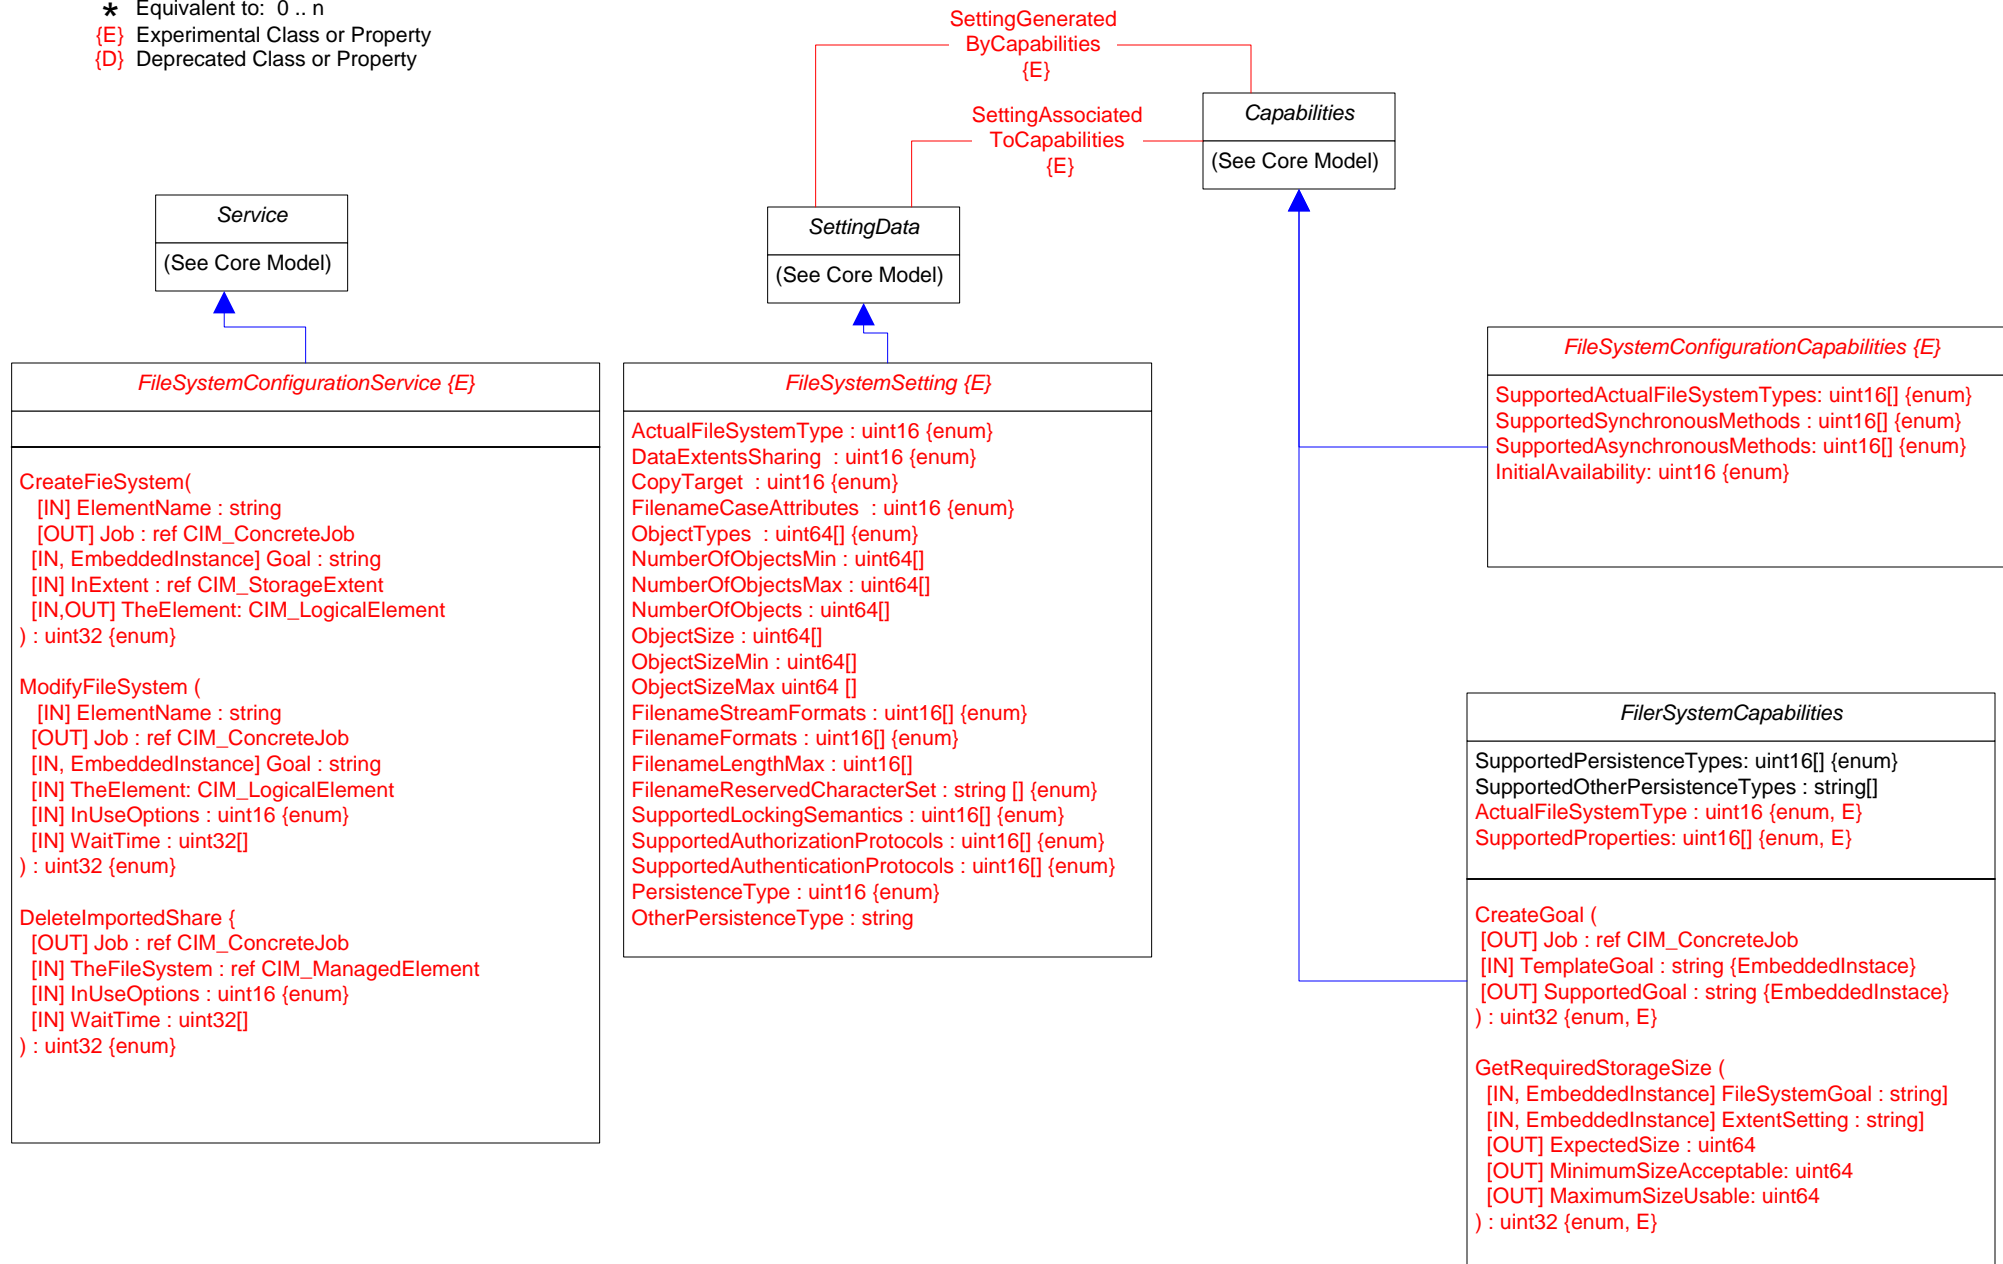 * Equivalent to: 0 .. n
{E} Experimental Class or Property
{D} Deprecated Class or Property
SettingGenerated
ByCapabilities
{E}
SettingAssociated
ToCapabilities
{E}
Capabilities
(See Core Model)
Service
(See Core Model)
SettingData
(See Core Model)
FileSystemConfigurationService {E}
CreateFieSystem(
[IN] ElementName : string
[OUT] Job : ref CIM_ConcreteJob
[IN, EmbeddedInstance] Goal : string
[IN] InExtent : ref CIM_StorageExtent
[IN,OUT] TheElement: CIM_LogicalElement
) : uint32 {enum}
ModifyFileSystem (
[IN] ElementName : string
[OUT] Job : ref CIM_ConcreteJob
[IN, EmbeddedInstance] Goal : string
[IN] TheElement: CIM_LogicalElement
[IN] InUseOptions : uint16 {enum}
[IN] WaitTime : uint32[]
) : uint32 {enum}
DeleteImportedShare {
[OUT] Job : ref CIM_ConcreteJob
[IN] TheFileSystem : ref CIM_ManagedElement
[IN] InUseOptions : uint16 {enum}
[IN] WaitTime : uint32[]
) : uint32 {enum}
FileSystemSetting {E}
ActualFileSystemType : uint16 {enum}
DataExtentsSharing : uint16 {enum}
CopyTarget : uint16 {enum}
FilenameCaseAttributes : uint16 {enum}
ObjectTypes : uint64[] {enum}
NumberOfObjectsMin : uint64[]
NumberOfObjectsMax : uint64[]
NumberOfObjects : uint64[]
ObjectSize : uint64[]
ObjectSizeMin : uint64[]
ObjectSizeMax uint64 []
FilenameStreamFormats : uint16[] {enum}
FilenameFormats : uint16[] {enum}
FilenameLengthMax : uint16[]
FilenameReservedCharacterSet : string [] {enum}
SupportedLockingSemantics : uint16[] {enum}
SupportedAuthorizationProtocols : uint16[] {enum}
SupportedAuthenticationProtocols : uint16[] {enum}
PersistenceType : uint16 {enum}
OtherPersistenceType : string
FileSystemConfigurationCapabilities {E}
SupportedActualFileSystemTypes: uint16[] {enum}
SupportedSynchronousMethods : uint16[] {enum}
SupportedAsynchronousMethods: uint16[] {enum}
InitialAvailability: uint16 {enum}
FilerSystemCapabilities
SupportedPersistenceTypes: uint16[] {enum}
SupportedOtherPersistenceTypes : string[]
ActualFileSystemType : uint16 {enum, E}
SupportedProperties: uint16[] {enum, E}
CreateGoal (
[OUT] Job : ref CIM_ConcreteJob
[IN] TemplateGoal : string {EmbeddedInstace}
[OUT] SupportedGoal : string {EmbeddedInstace}
) : uint32 {enum, E}
GetRequiredStorageSize (
[IN, EmbeddedInstance] FileSystemGoal : string]
[IN, EmbeddedInstance] ExtentSetting : string]
[OUT] ExpectedSize : uint64
[OUT] MinimumSizeAcceptable: uint64
[OUT] MaximumSizeUsable: uint64
) : uint32 {enum, E}